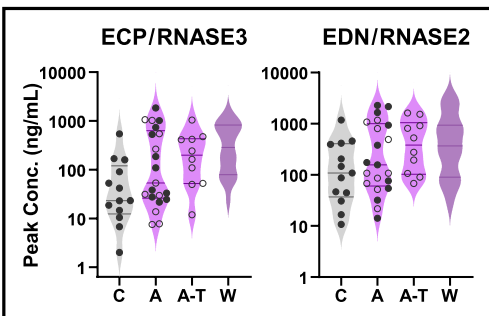 ECP/RNASE3
EDN/RNASE2
Peak Conc. (ng/mL)
10000
1000
100
10
1
C A A-T W
10000
1000
100
10
1
C A A-T W